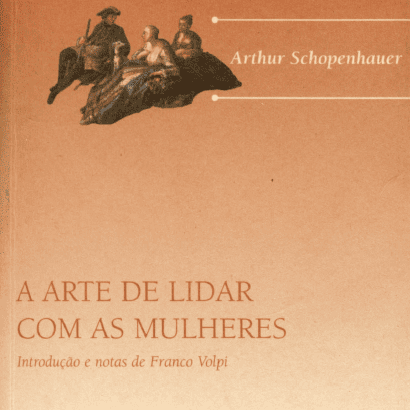 Arthur Schopenhauer
A ARTE DE LIDAR
COM AS MULHERES
Introdução e notas de Franco Volpi